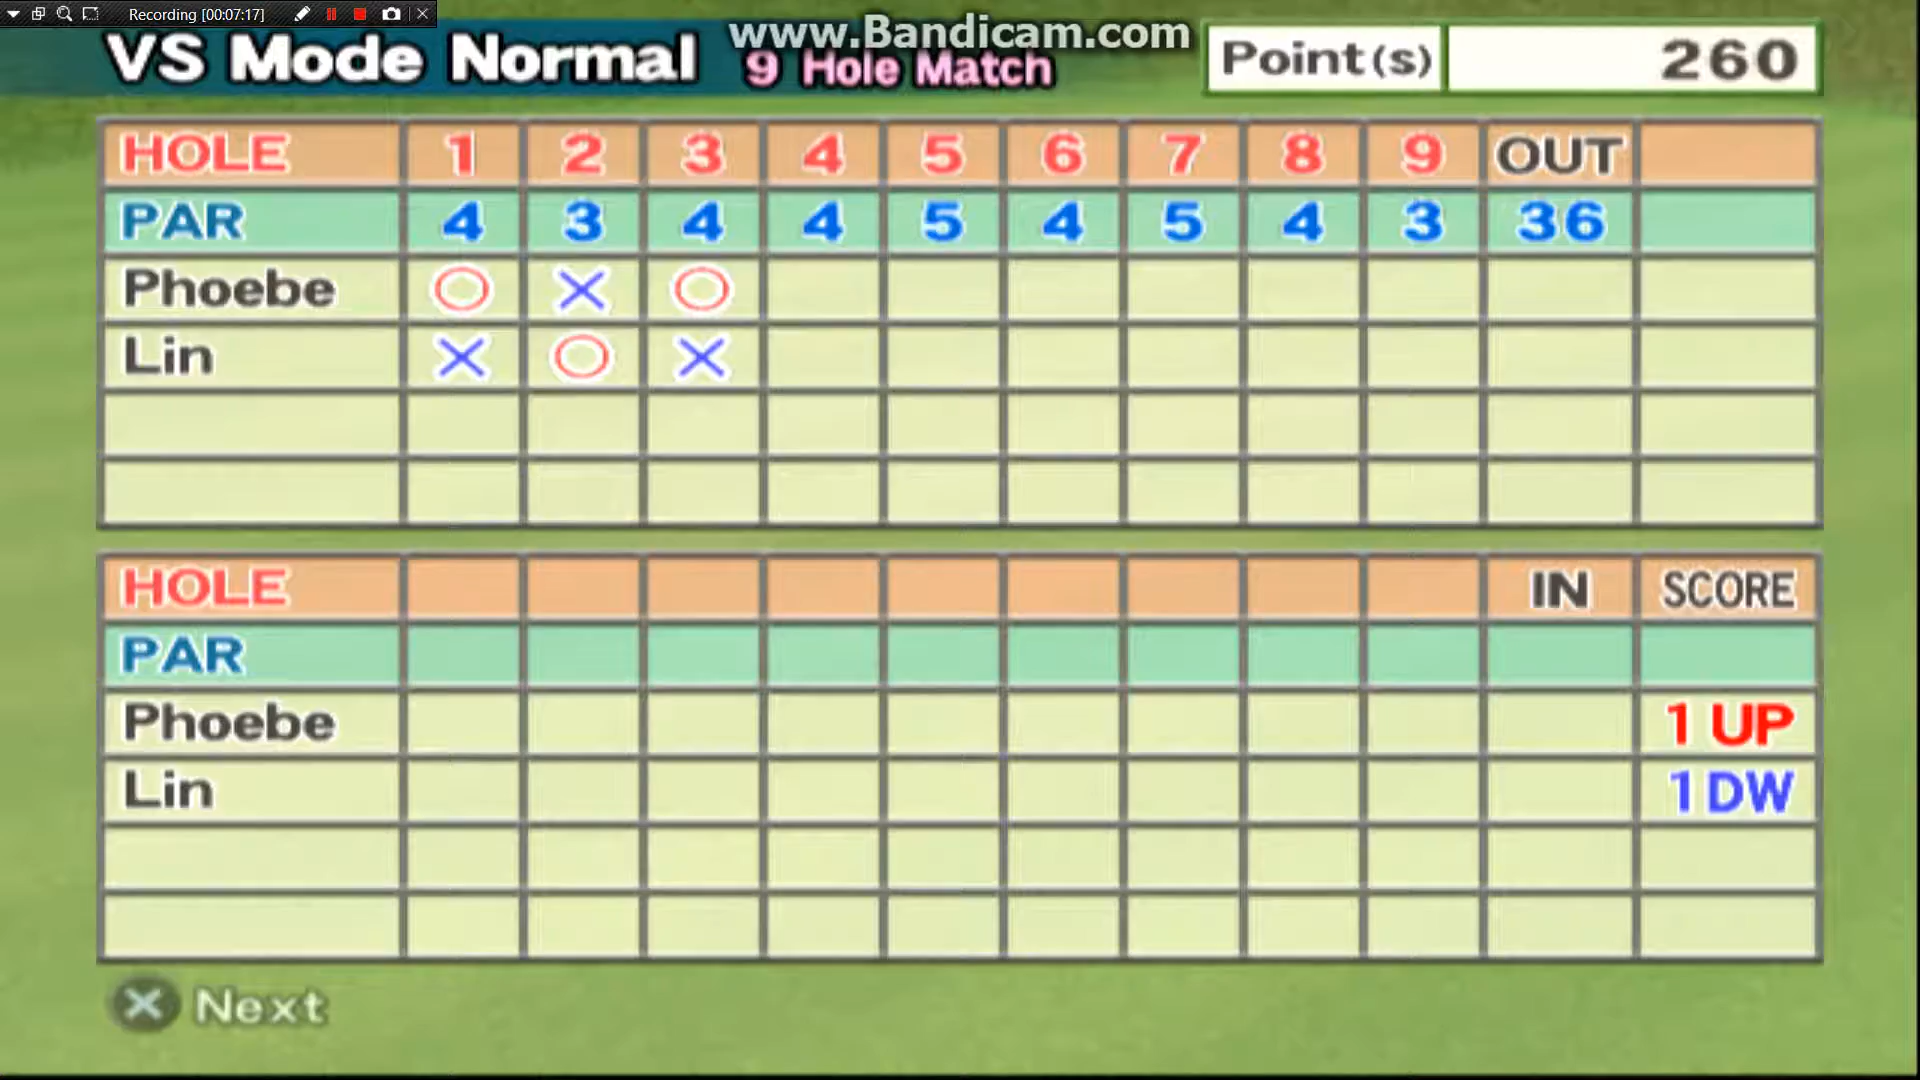 Recording [00:07:17]
www.Bandicam.com
VS Mode Normal 9 Hole Match Point(s) 260
HOLE 1 2 3 4 5 6 7 8 9 OUT
PAR 4 3 4 4 5 4 5 4 3 36
Phoebe ○ × ○
Lin × ○ ×
HOLE IN SCORE
PAR
Phoebe 1 UP
Lin 1 DW
Next